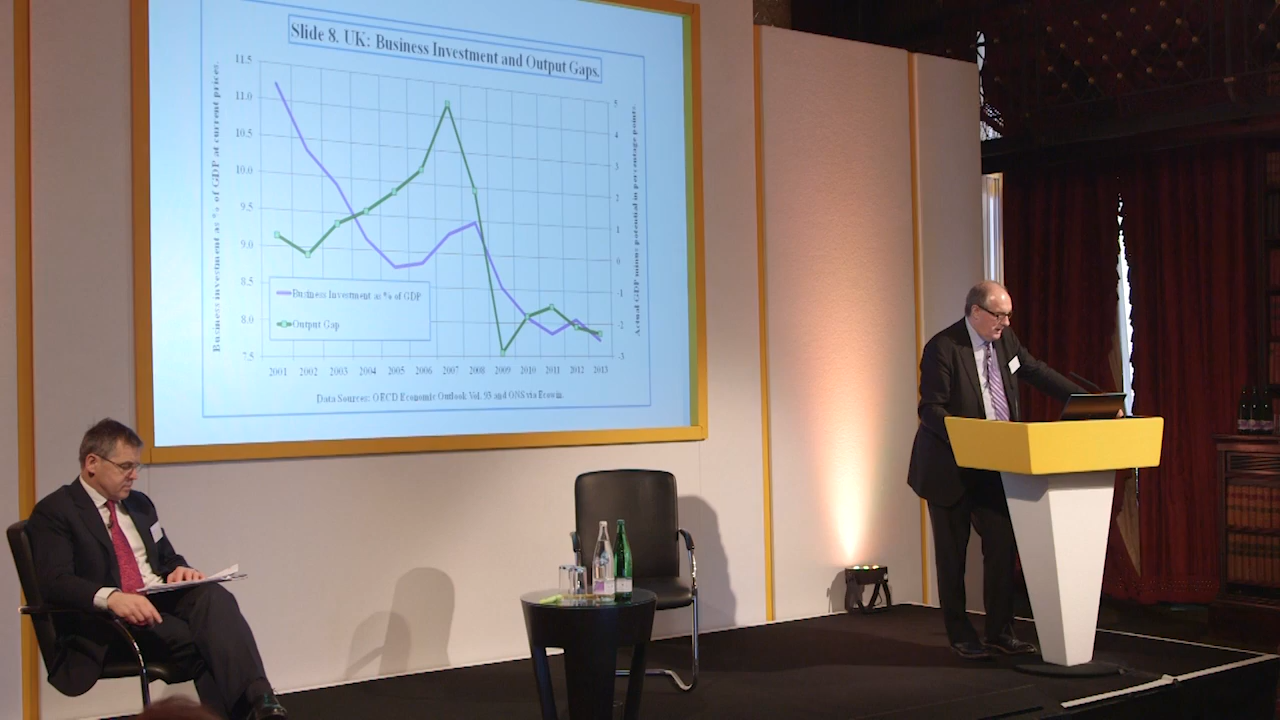 Slide 8. UK: Business Investment and Output Gaps.
Business investment as % of GDP at current prices.
11.5
11.0
10.5
10.0
9.5
9.0
8.5
8.0
7.5
5
4
3
2
1
0
-1
-2
-3
Actual GDP minus potential in percentage points
Business Investment as % of GDP
Output Gap
2001 2002 2003 2004 2005 2006 2007 2008 2009 2010 2011 2012 2013
Data Sources: OECD Economic Outlook Vol. 93 and ONS via Ecowin.